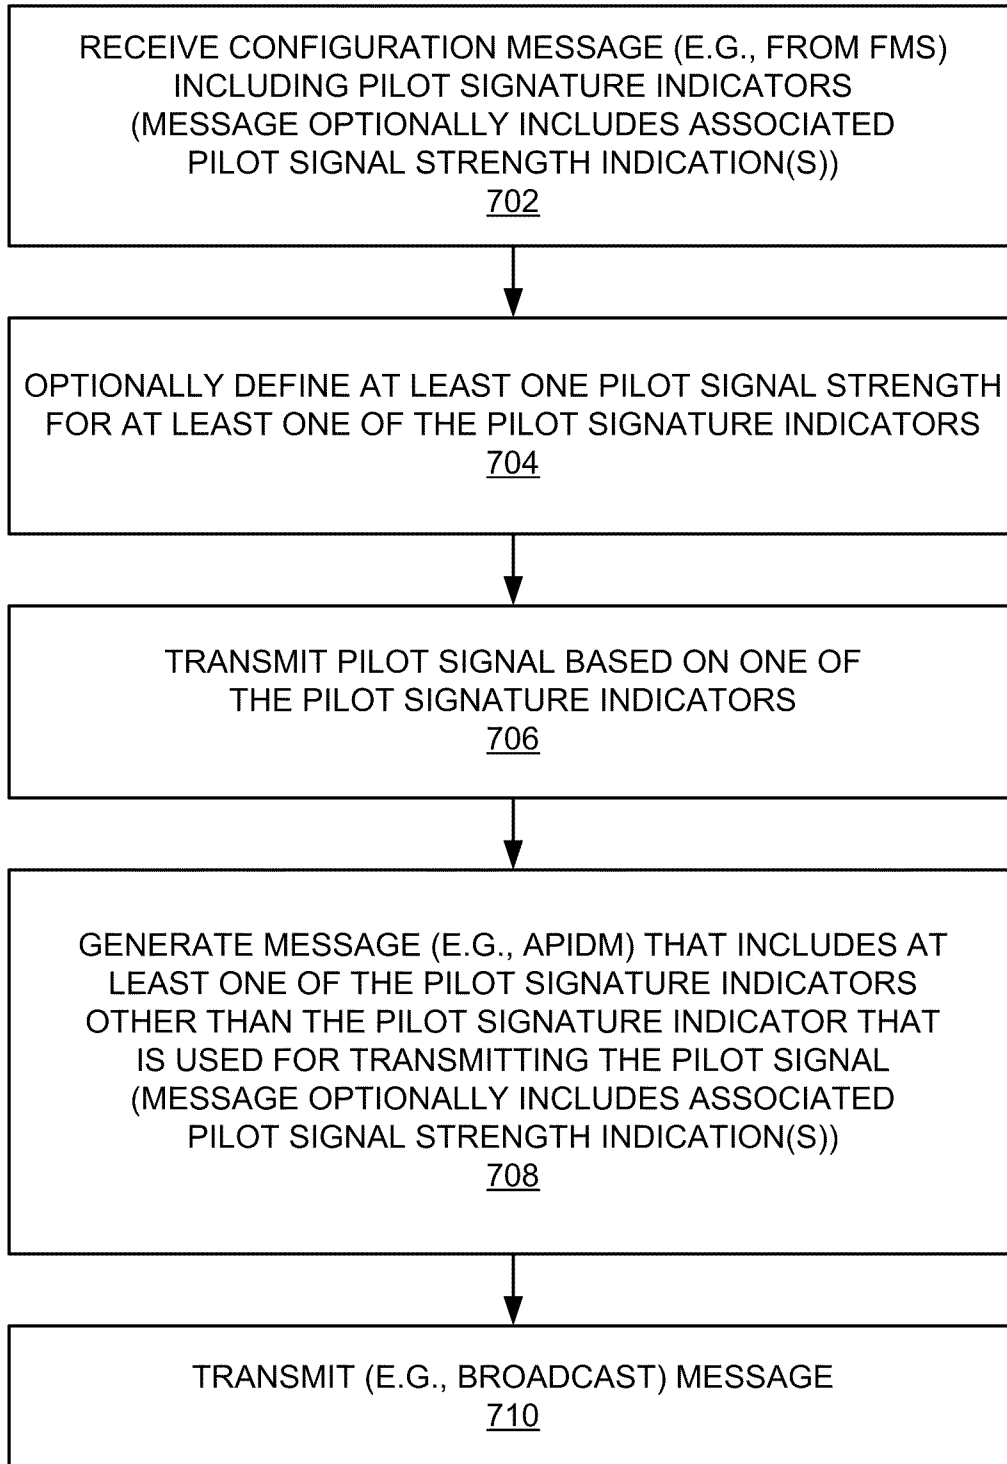 RECEIVE CONFIGURATION MESSAGE (E.G., FROM FMS)
INCLUDING PILOT SIGNATURE INDICATORS
(MESSAGE OPTIONALLY INCLUDES ASSOCIATED
PILOT SIGNAL STRENGTH INDICATION(S))
702
OPTIONALLY DEFINE AT LEAST ONE PILOT SIGNAL STRENGTH
FOR AT LEAST ONE OF THE PILOT SIGNATURE INDICATORS
704
TRANSMIT PILOT SIGNAL BASED ON ONE OF
THE PILOT SIGNATURE INDICATORS
706
GENERATE MESSAGE (E.G., APIDM) THAT INCLUDES AT
LEAST ONE OF THE PILOT SIGNATURE INDICATORS
OTHER THAN THE PILOT SIGNATURE INDICATOR THAT
IS USED FOR TRANSMITTING THE PILOT SIGNAL
(MESSAGE OPTIONALLY INCLUDES ASSOCIATED
PILOT SIGNAL STRENGTH INDICATION(S))
708
TRANSMIT (E.G., BROADCAST) MESSAGE
710